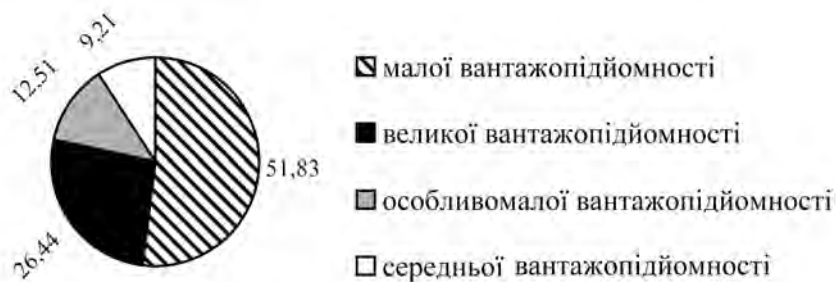 9,21
12,51
26,44
51,83
малої вантажопідйомності
великої вантажопідйомності
особливомалої вантажопідйомності
середньої вантажопідйомності